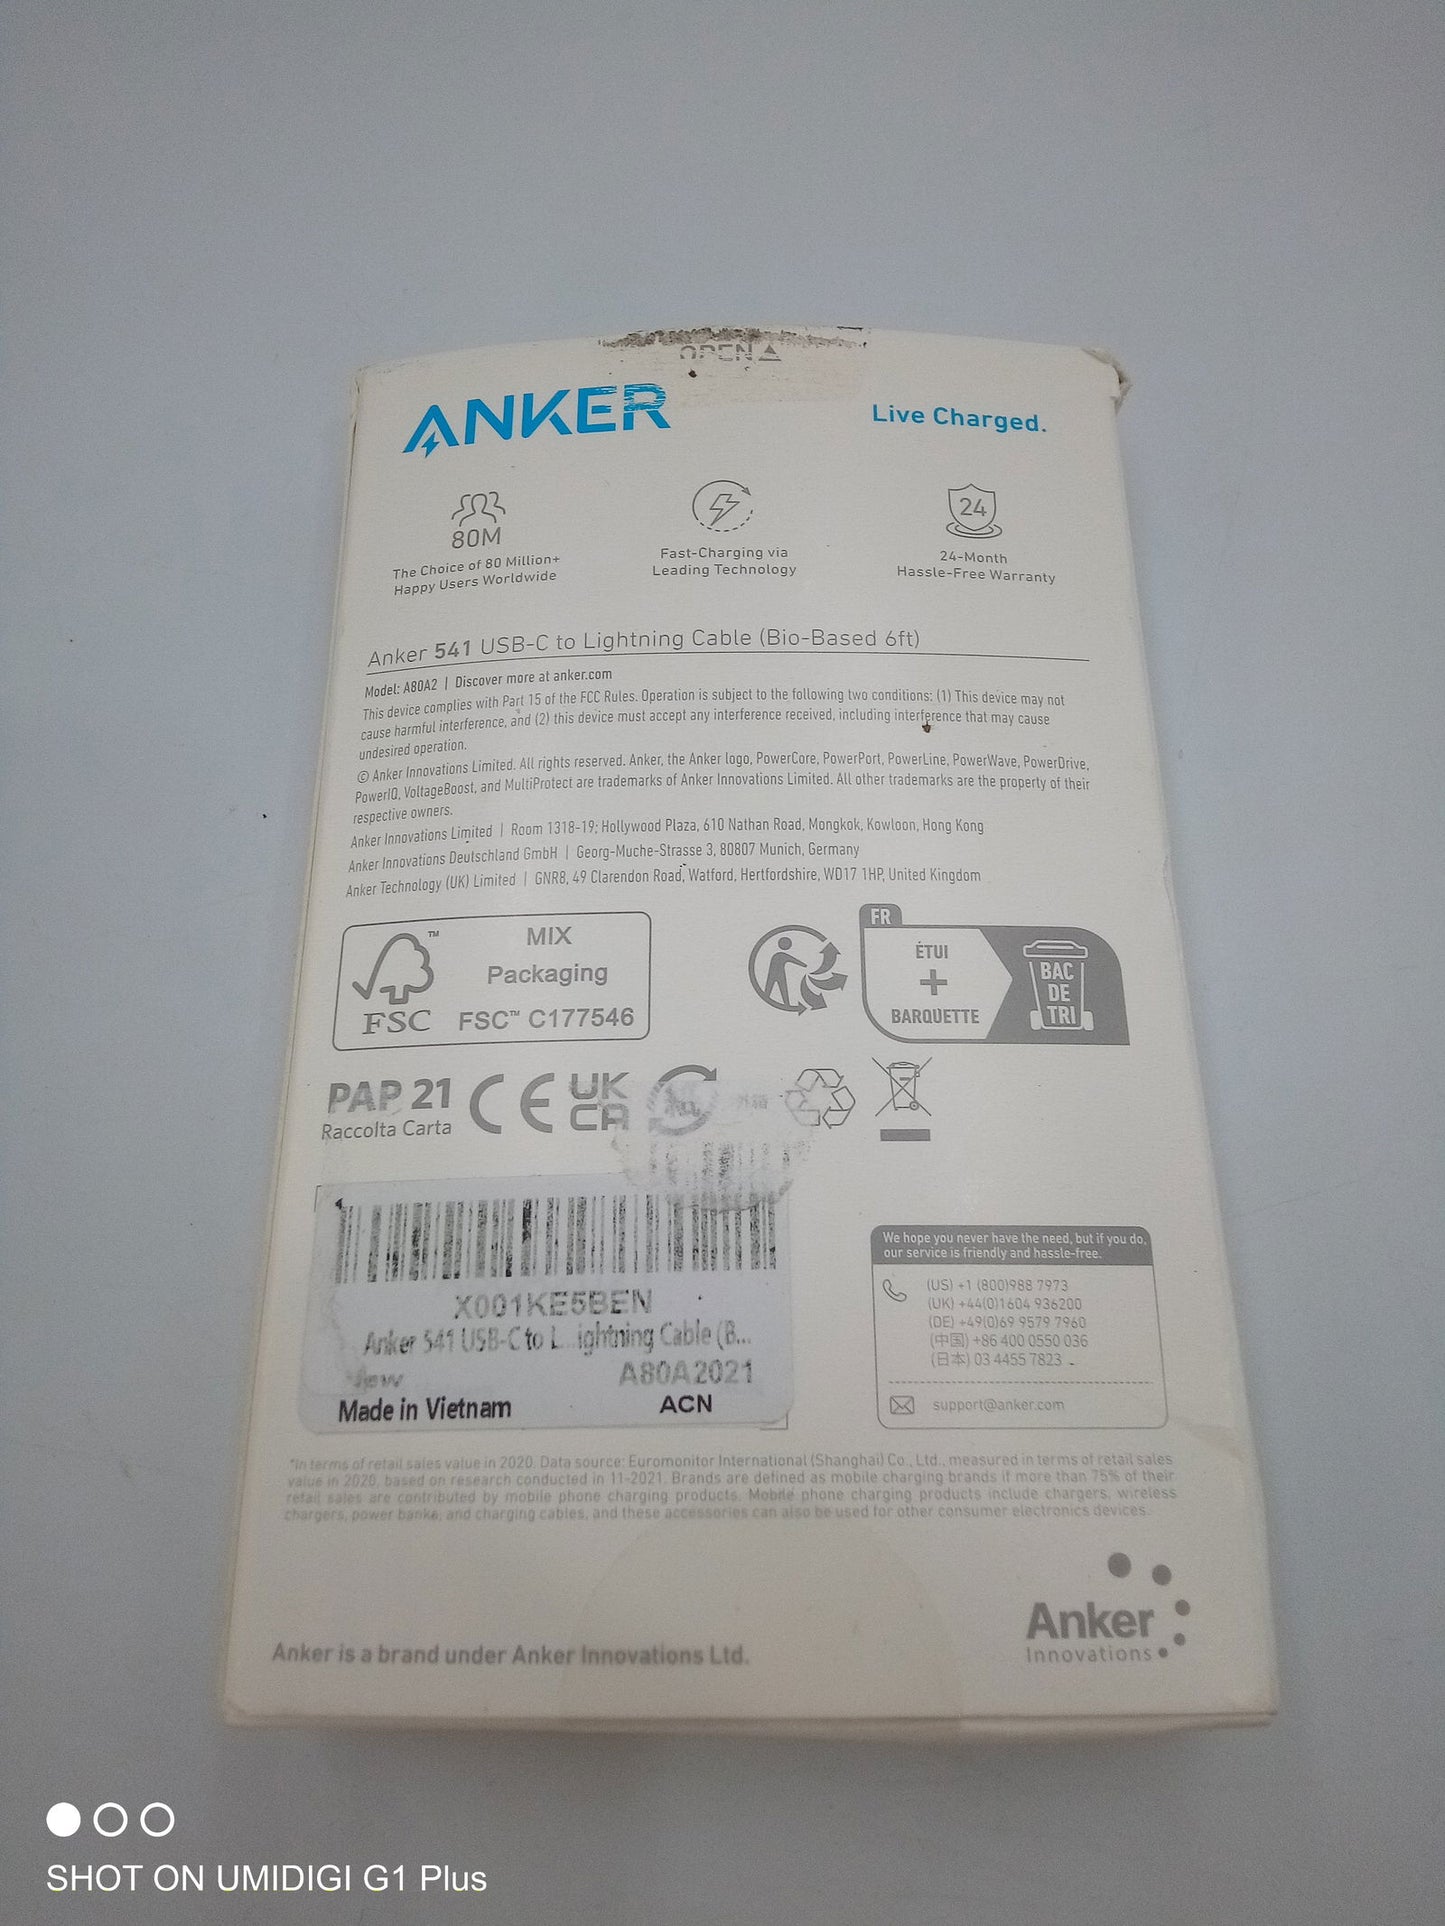 OPEN
ANKER
Live Charged.
80M
The Choice of 80 Million+
Happy Users Worldwide
Fast-Charging via
Leading Technology
24
24-Month
Hassle-Free Warranty
Anker 541 USB-C to Lightning Cable (Bio-Based 6ft)
Model: A80A2 | Discover more at anker.com
This device complies with Part 15 of the FCC Rules. Operation is subject to the following two conditions: (1) This device may not
cause harmful interference, and (2) this device must accept any interference received, including interference that may cause
undesired operation.
© Anker Innovations Limited. All rights reserved. Anker, the Anker logo, PowerCore, PowerPort, PowerLine, PowerWave, PowerDrive,
PowerIQ, VoltageBoost, and MultiProtect are trademarks of Anker Innovations Limited. All other trademarks are the property of their
respective owners.
Anker Innovations Limited | Room 1318-19; Hollywood Plaza, 610 Nathan Road, Mongkok, Kowloon, Hong Kong
Anker Innovations Deutschland GmbH | Georg-Muche-Strasse 3, 80807 Munich, Germany
Anker Technology (UK) Limited | GNR8, 49 Clarendon Road, Watford, Hertfordshire, WD17 1HP, United Kingdom
FSC
MIX
Packaging
FSC™ C177546
FR
ÉTUI
+
BARQUETTE
BAC
DE
TRI
PAP 21
Raccolta Carta
CE
UK
CA
X001KE5BEN
Anker 541 USB-C to L...ightning Cable (B...
New
A80A2021
Made in Vietnam
ACN
We hope you never have the need, but if you do,
our service is friendly and hassle-free.
(US) +1 (800)988 7973
(UK) +44(0)1604 936200
(DE) +49(0)69 9579 7960
(中国) +86 400 0550 036
(日本) 03 4455 7823
support@anker.com
*In terms of retail sales value in 2020. Data source: Euromonitor International (Shanghai) Co., Ltd., measured in terms of retail sales
value in 2020, based on research conducted in 11-2021. Brands are defined as mobile charging brands if more than 75% of their
retail sales are contributed by mobile phone charging products. Mobile phone charging products include chargers, wireless
chargers, power banks, and charging cables, and these accessories can also be used for other consumer electronics devices.
Anker is a brand under Anker Innovations Ltd.
Anker
Innovations
SHOT ON UMIDIGI G1 Plus